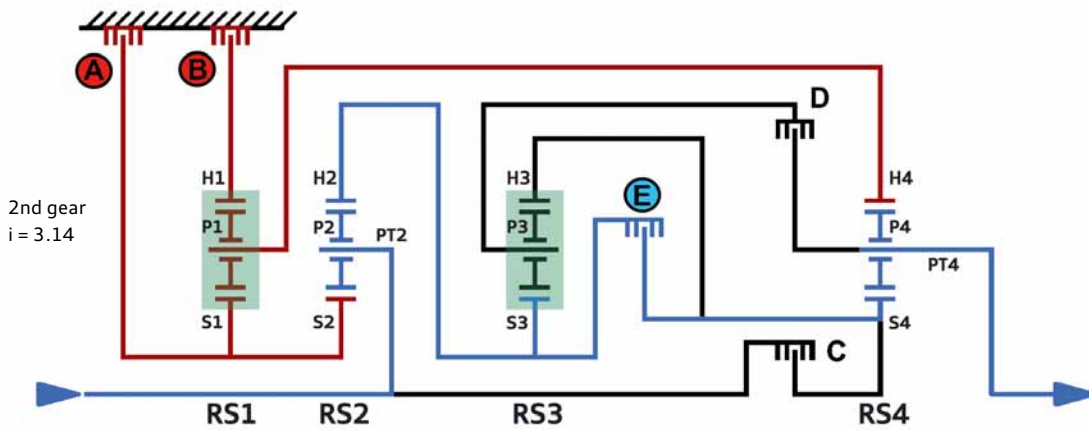 A
B
D
H1
H2
H3
E
H4
2nd gear
i = 3.14
P1
P2
PT2
P3
P4
PT4
S1
S2
S3
S4
C
RS1
RS2
RS3
RS4